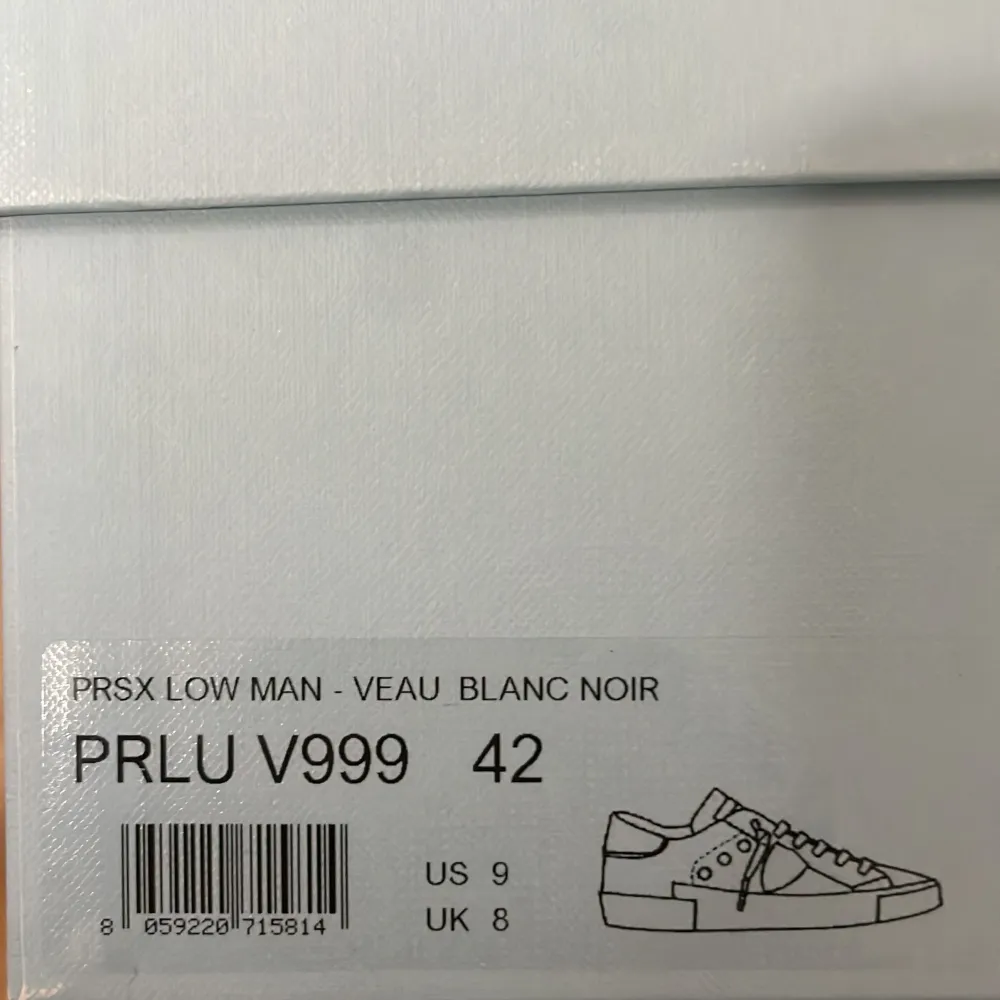 PRSX LOW MAN - VEAU BLANC NOIR
PRLU V999 42
US 9
UK 8
8 059220 715814